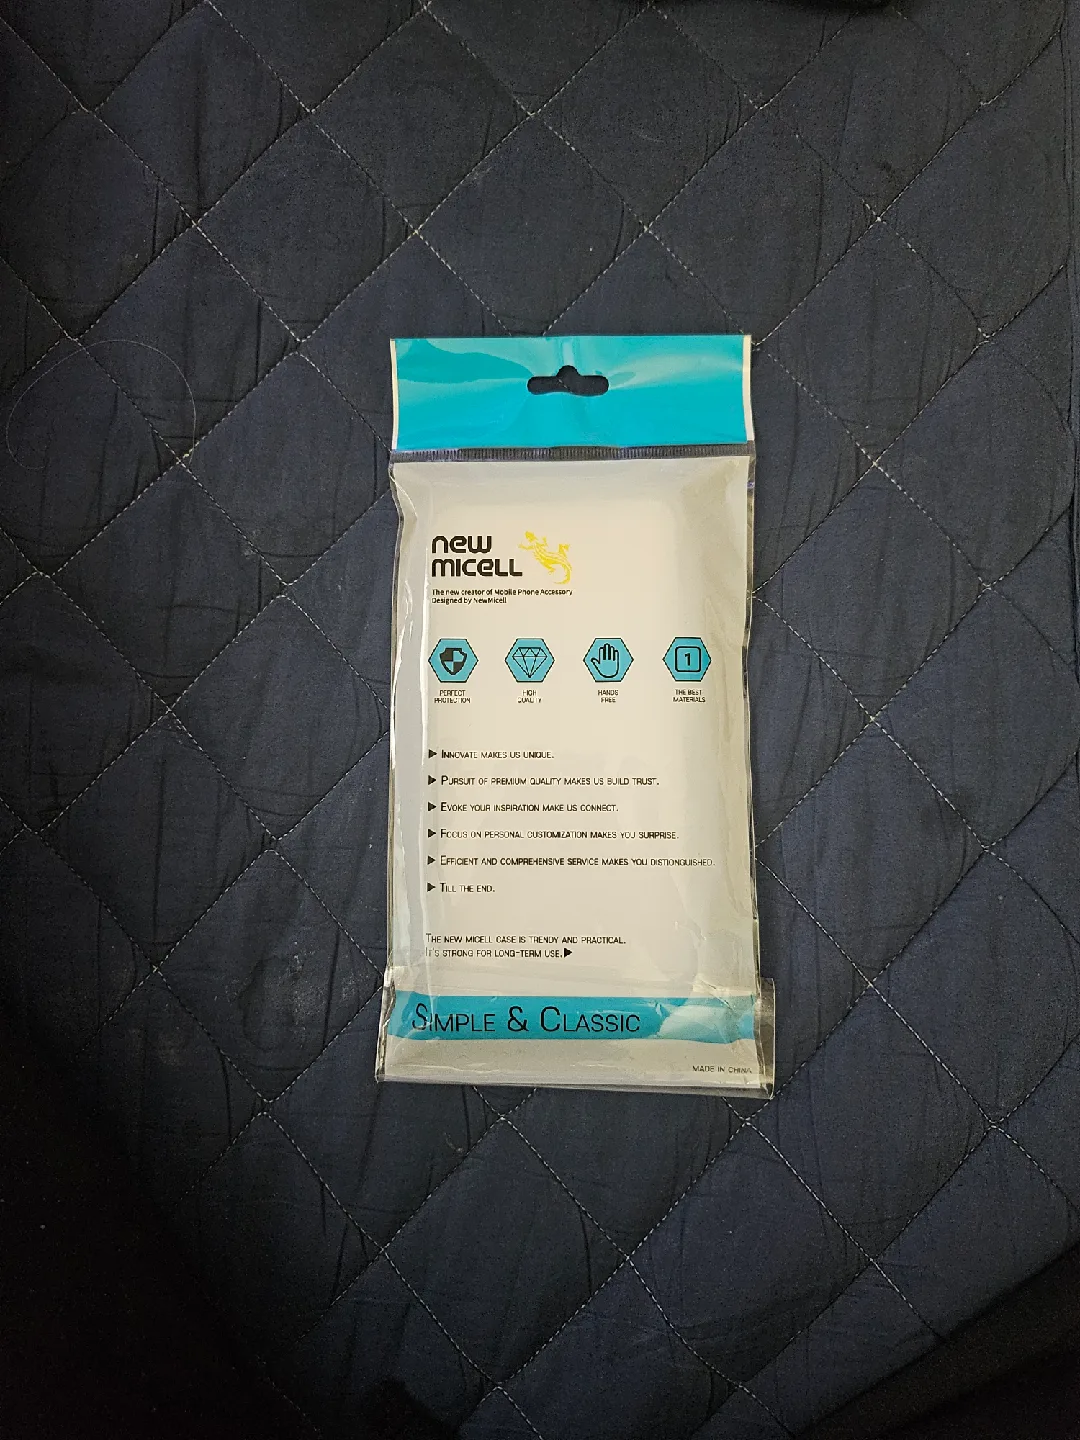 new
micell
The new creator of Mobile Phone Accessory
Designed by NewMicell
PERFECT
PROTECTION
HIGH
QUALITY
HANDS
FREE
1
THE BEST
MATERIALS
▶ Innovate makes us unique.
▶ Pursuit of premium quality makes us build trust.
▶ Evoke your inspiration make us connect.
▶ Focus on personal customization makes you surprise.
▶ Efficient and comprehensive service makes you distionguished.
▶ Till the end.
The new micell case is trendy and practical.
It's strong for long-term use.▶
Simple & Classic
MADE IN CHINA